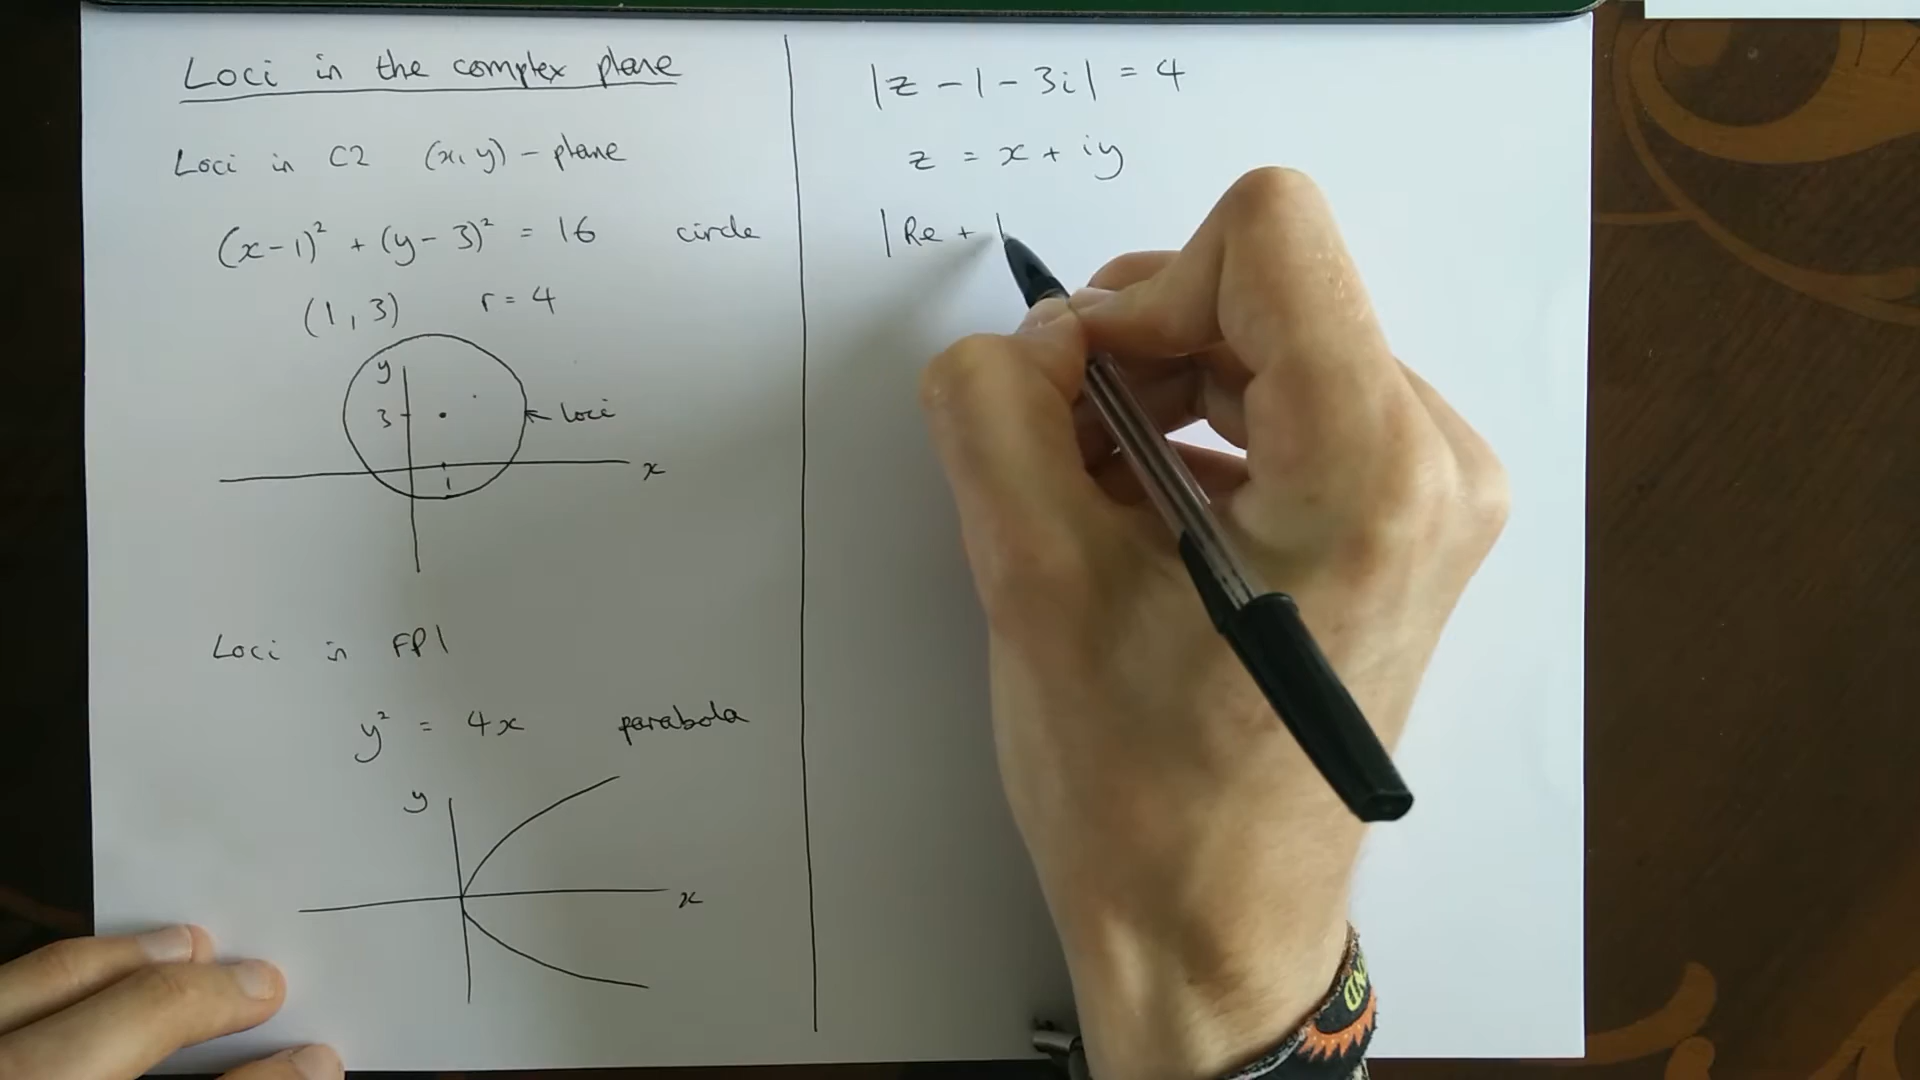 Loci in the complex plane
Loci in C2 (x, y) - plane
(x-1)² + (y-3)² = 16 circle
(1, 3) r = 4
y
3
loci
x
1
Loci in FP1
y² = 4x parabola
y
x
|z - 1 - 3i| = 4
z = x + iy
|Re + I